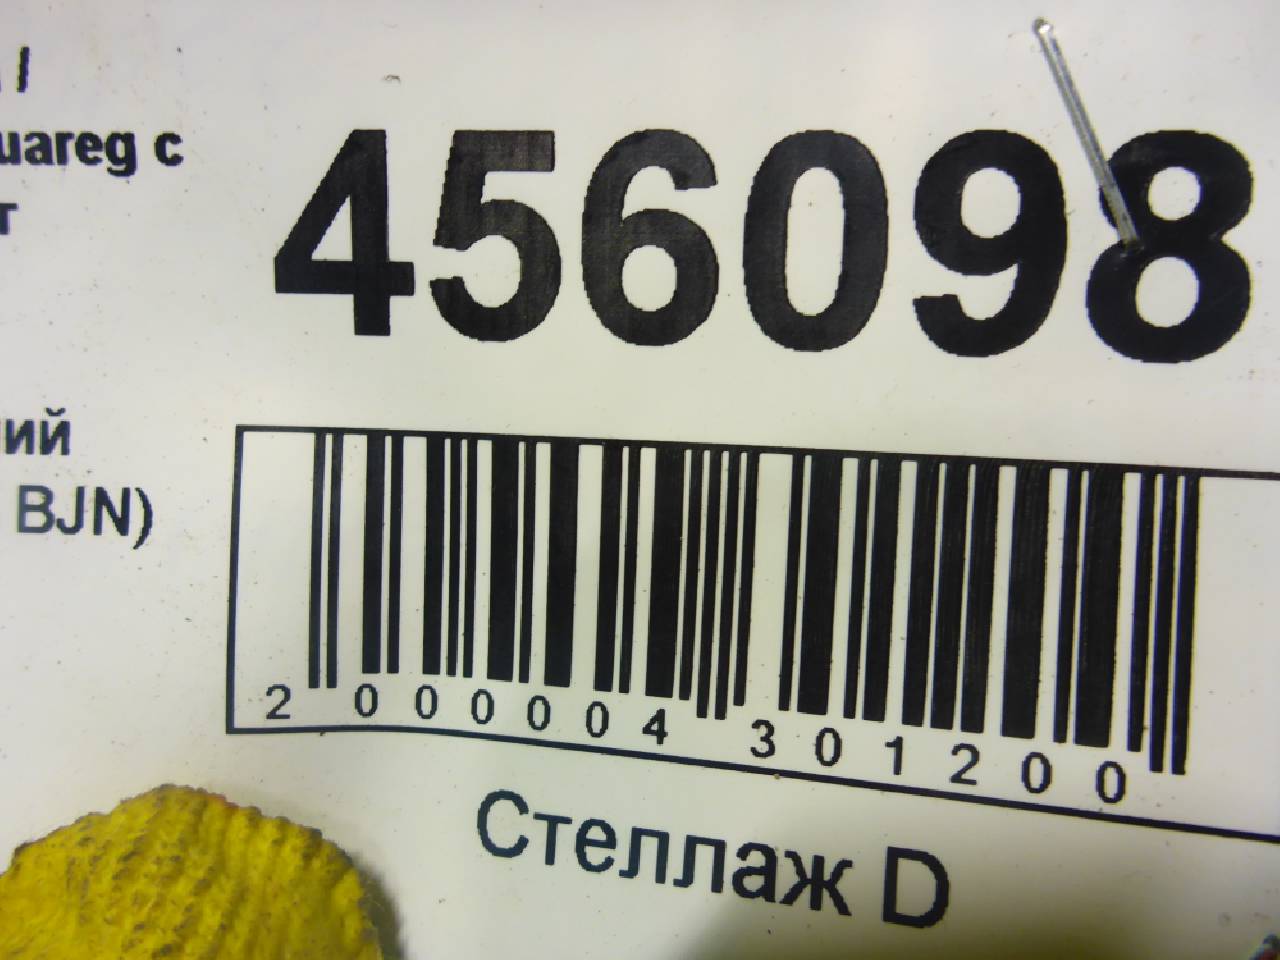 /
uareg с
456098
ий
BJN)
2 000004 301200
Стеллаж D